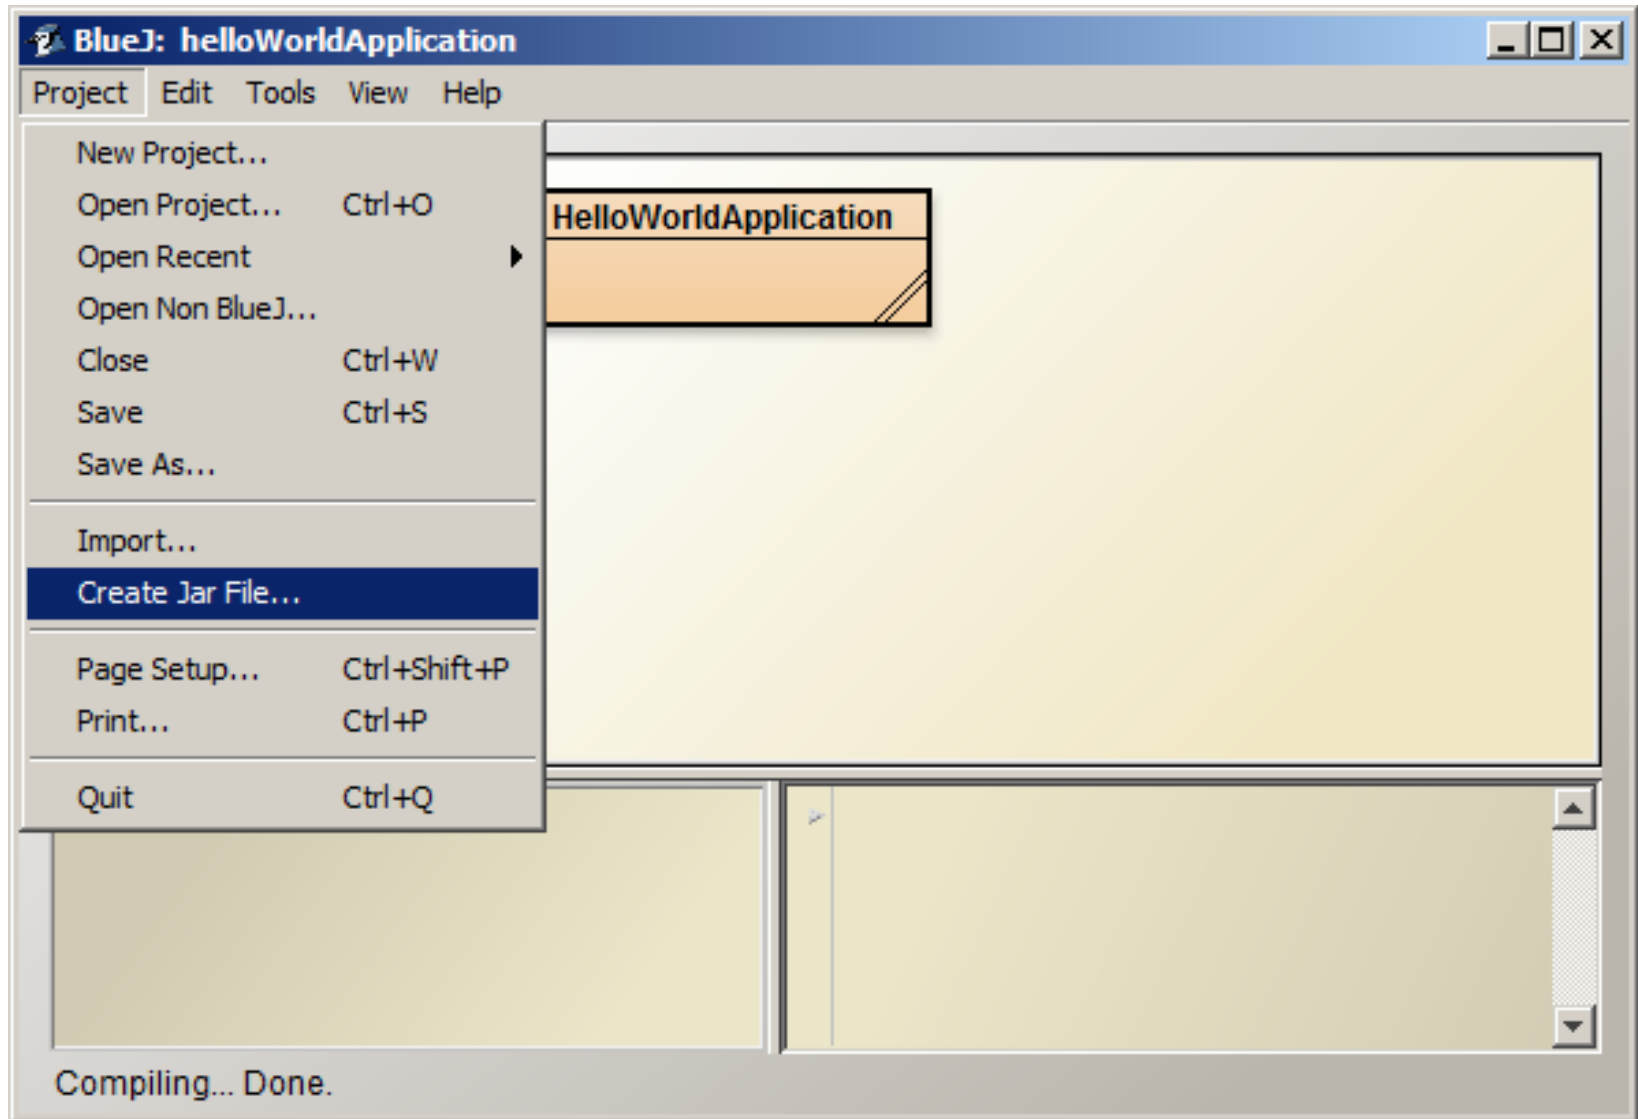 BlueJ: helloWorldApplication
Project Edit Tools View Help
New Project...
Open Project... Ctrl+O
Open Recent
Open Non BlueJ...
Close Ctrl+W
Save Ctrl+S
Save As...
Import...
Create Jar File...
Page Setup... Ctrl+Shift+P
Print... Ctrl+P
Quit Ctrl+Q
HelloWorldApplication
Compiling... Done.